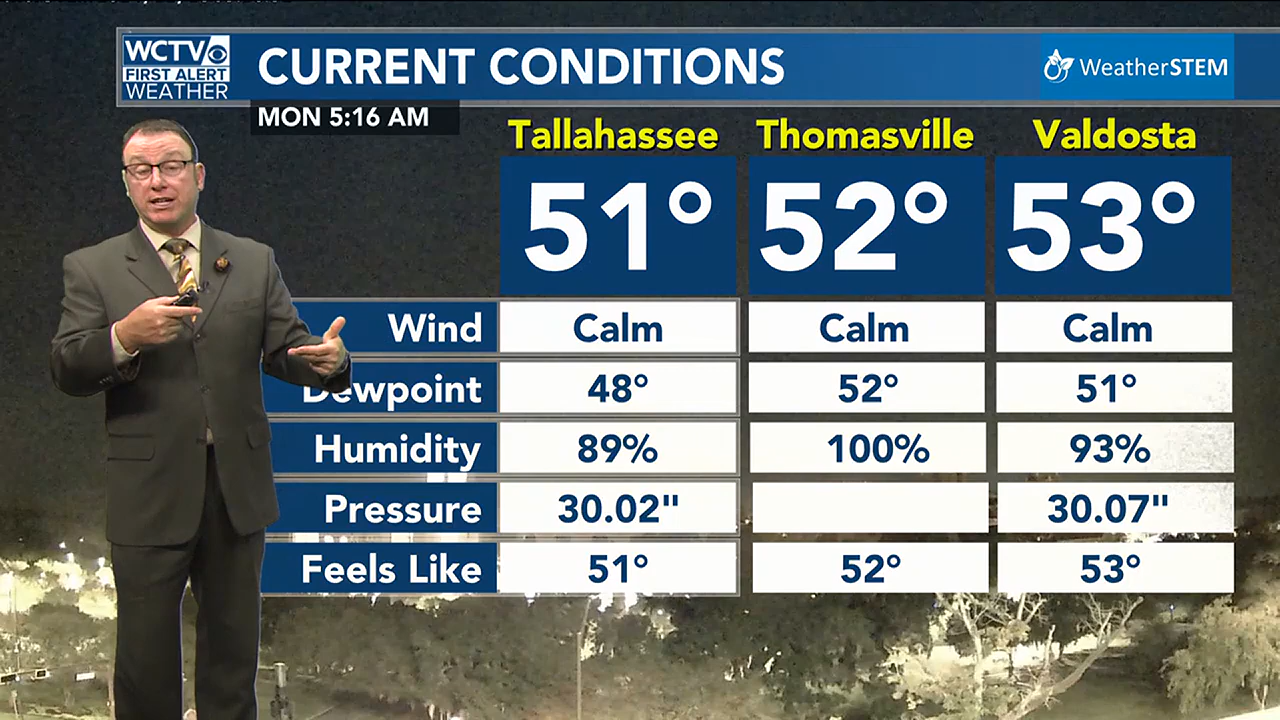 WCTV
FIRST ALERT
WEATHER
CURRENT CONDITIONS
WeatherSTEM
MON 5:16 AM
Tallahassee Thomasville Valdosta
51° 52° 53°
Wind Calm Calm Calm
Dewpoint 48° 52° 51°
Humidity 89% 100% 93%
Pressure 30.02" 30.07"
Feels Like 51° 52° 53°